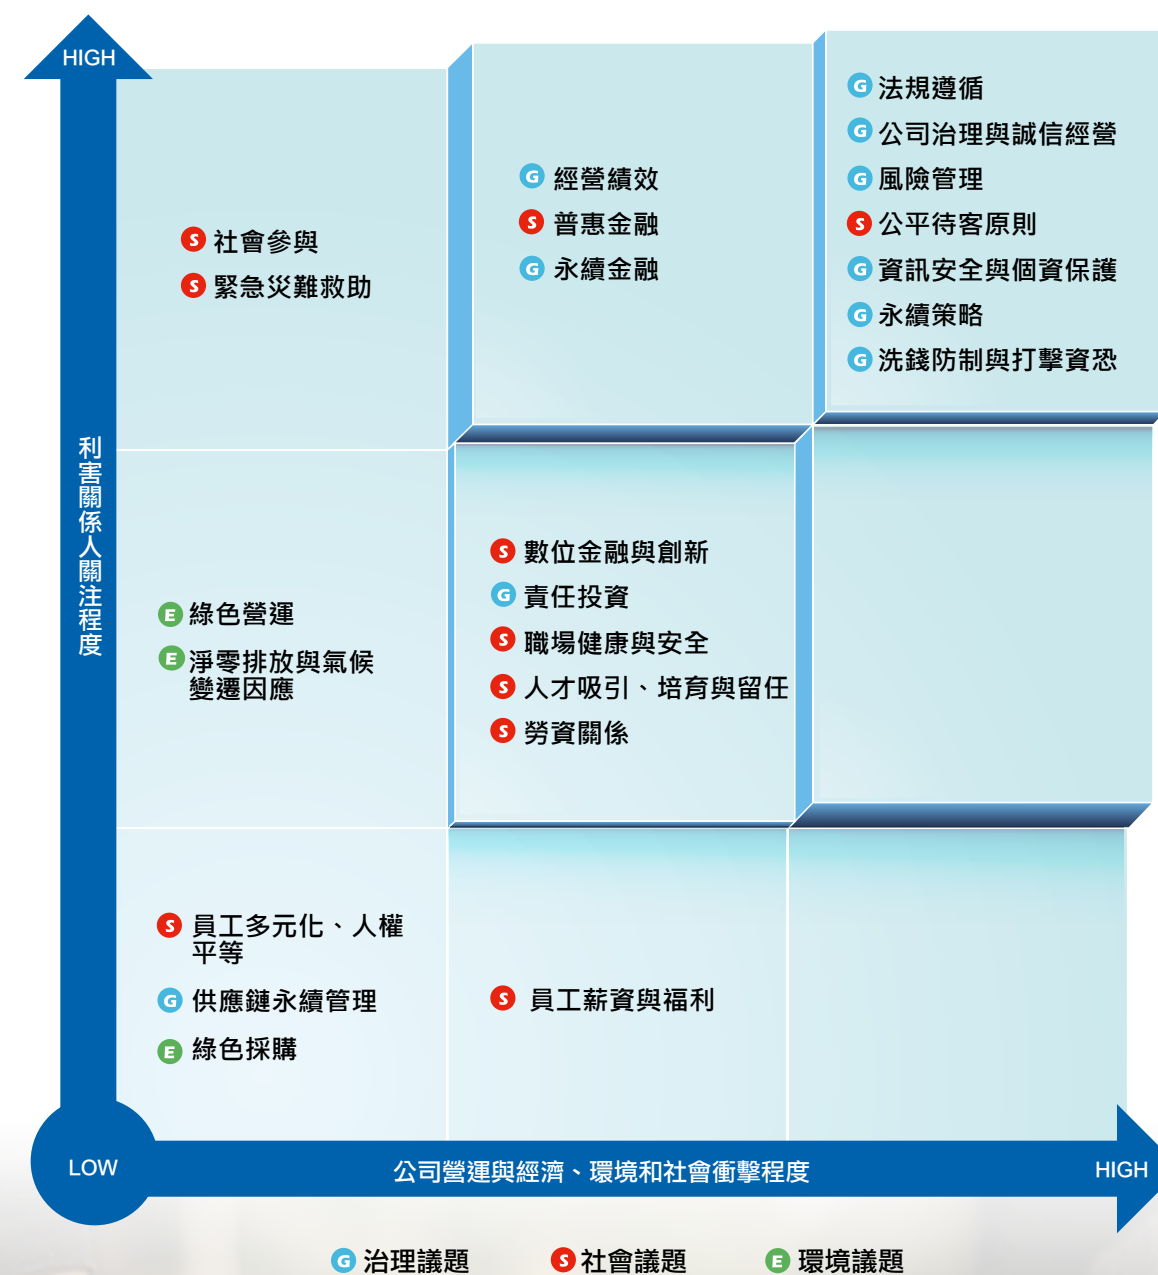 HIGH
S 社會參與
S 緊急災難救助
G 經營績效
S 普惠金融
G 永續金融
G 法規遵循
G 公司治理與誠信經營
G 風險管理
S 公平待客原則
G 資訊安全與個資保護
G 永續策略
G 洗錢防制與打擊資恐
利害關係人關注程度
E 綠色營運
E 淨零排放與氣候
變遷因應
S 數位金融與創新
G 責任投資
S 職場健康與安全
S 人才吸引、培育與留任
S 勞資關係
S 員工多元化、人權
平等
G 供應鏈永續管理
E 綠色採購
S 員工薪資與福利
LOW
公司營運與經濟、環境和社會衝擊程度
HIGH
G 治理議題
S 社會議題
E 環境議題